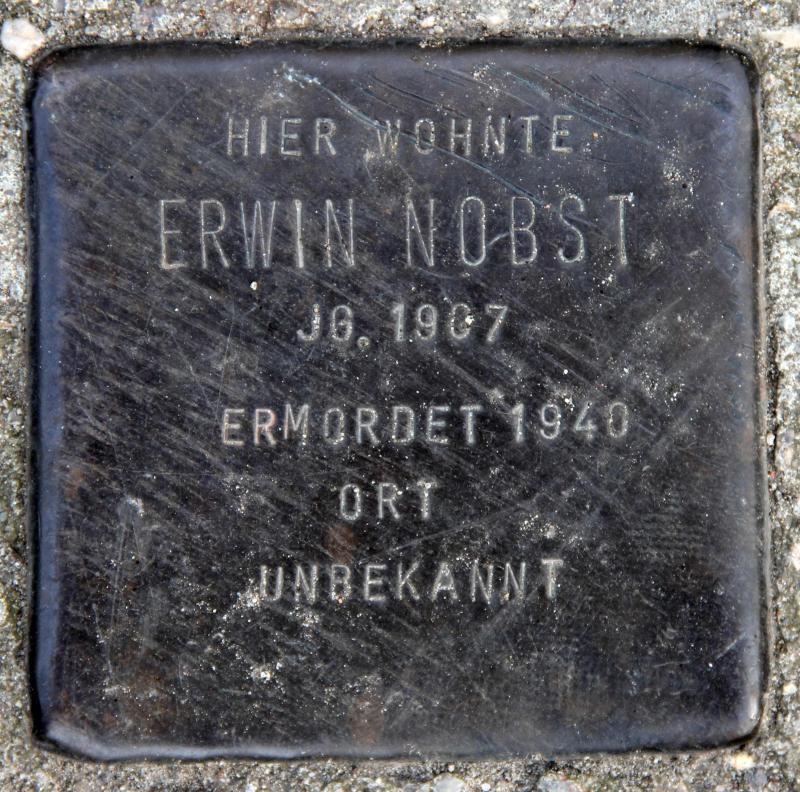 HIER WOHNTE
ERWIN NOBST
JG. 1907
ERMORDET 1940
ORT
UNBEKANNT